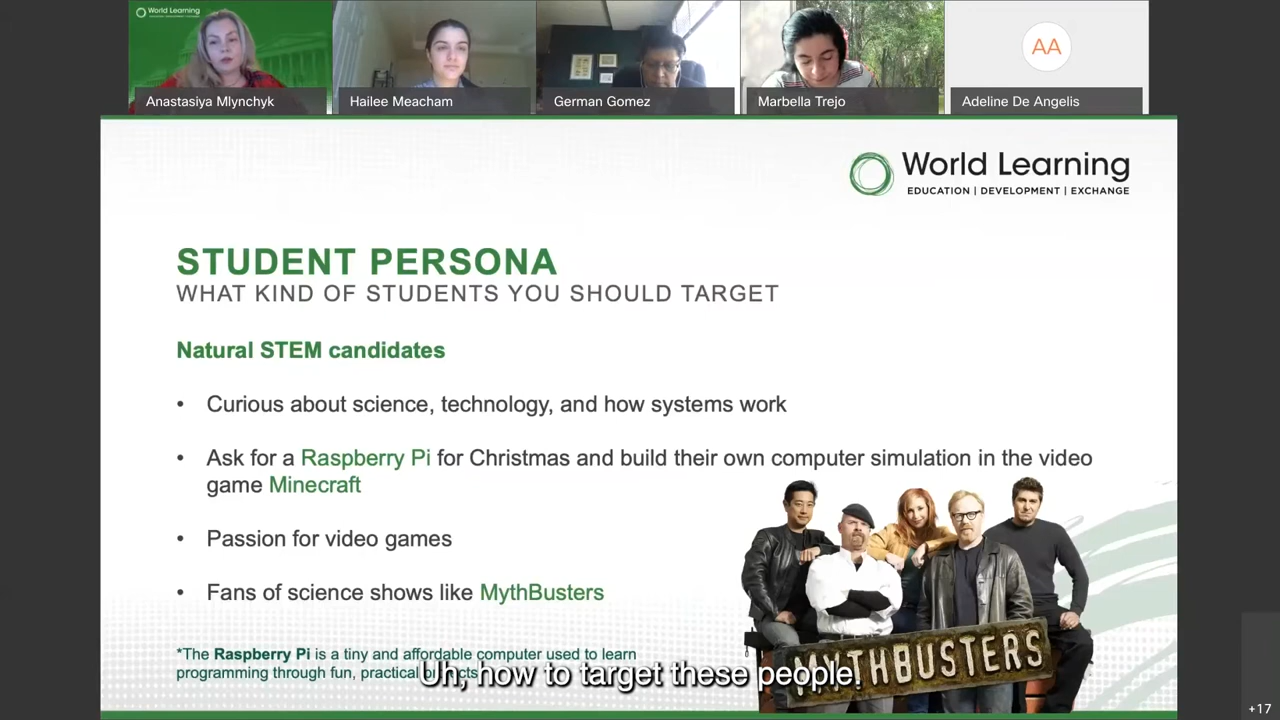 World Learning
Anastasiya Mlynchyk
Hailee Meacham
German Gomez
Marbella Trejo
AA
Adeline De Angelis
World Learning
EDUCATION | DEVELOPMENT | EXCHANGE
STUDENT PERSONA
WHAT KIND OF STUDENTS YOU SHOULD TARGET
Natural STEM candidates
• Curious about science, technology, and how systems work
• Ask for a Raspberry Pi for Christmas and build their own computer simulation in the video
game Minecraft
• Passion for video games
• Fans of science shows like MythBusters
*The Raspberry Pi is a tiny and affordable computer used to learn
programming through fun, practical
Uh, how to target these people.
MYTHBUSTERS
+17